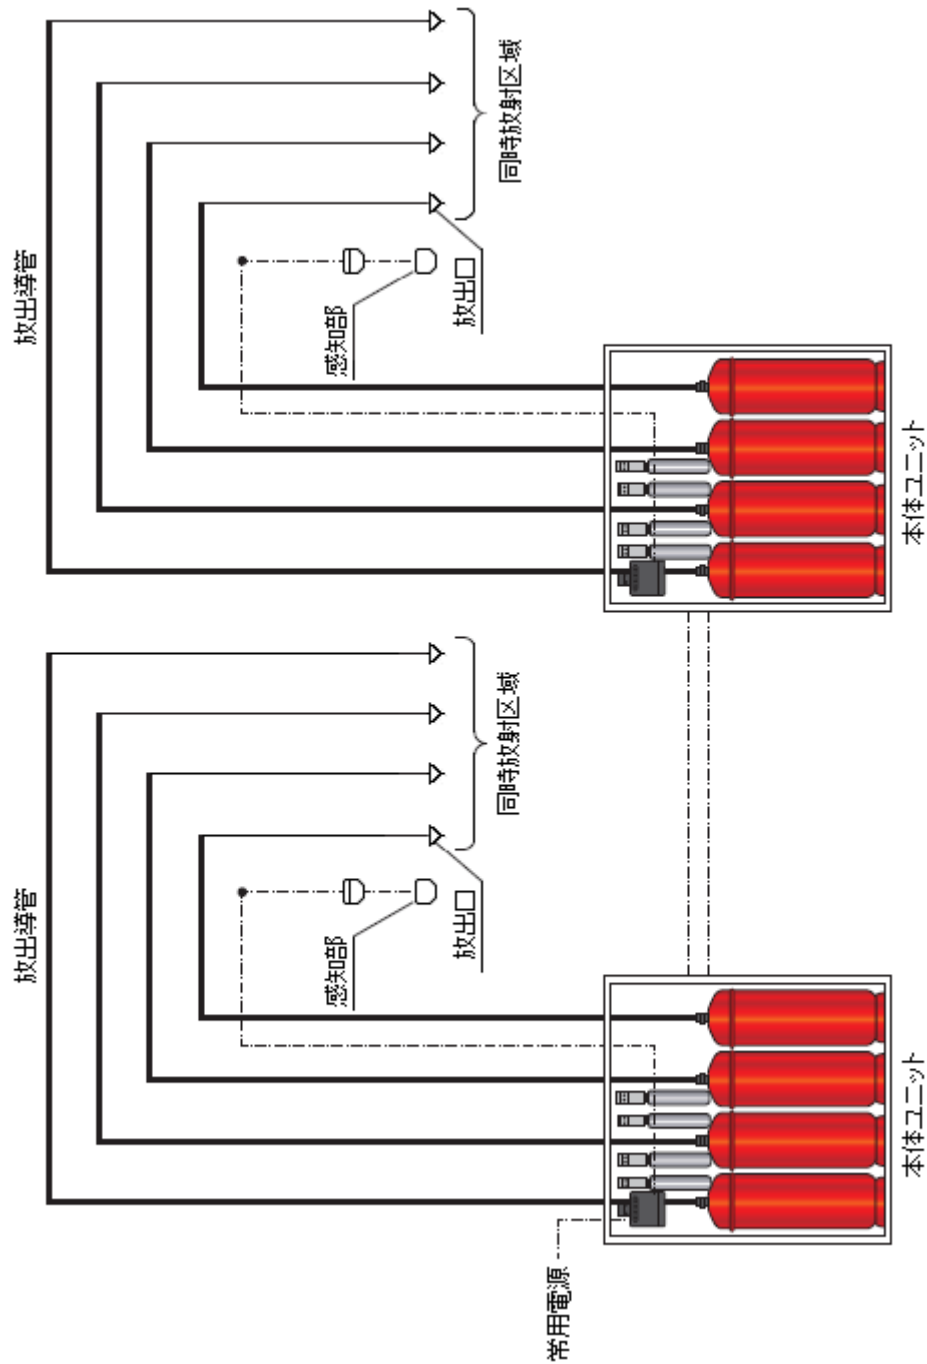 放出導管
放出導管
感知部
感知部
放出口
放出口
同時放射区域
同時放射区域
常用電源
本体ユニット
本体ユニット